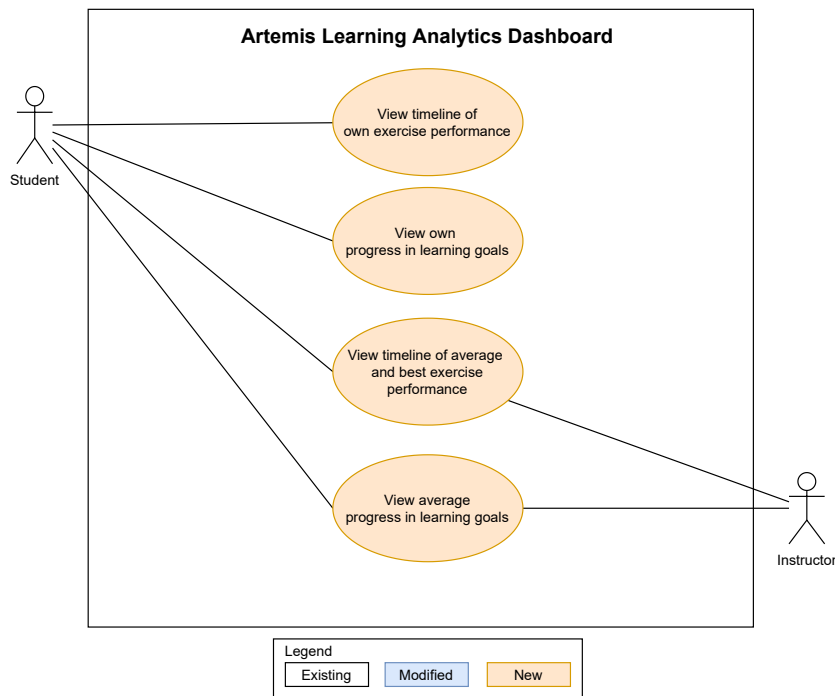 Artemis Learning Analytics Dashboard
View timeline of
own exercise performance
Student
View own
progress in learning goals
View timeline of average
and best exercise
performance
View average
progress in learning goals
Instructor
Legend
Existing
Modified
New